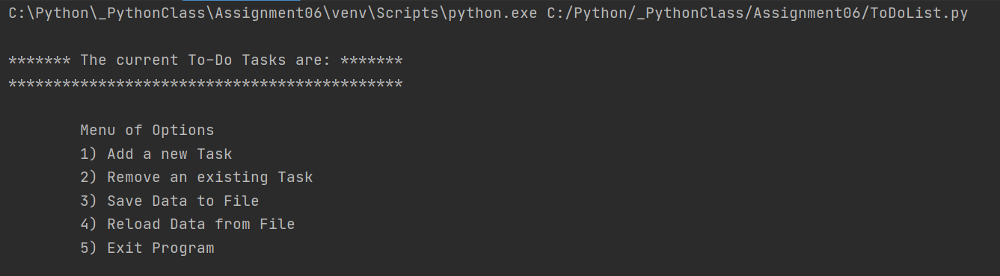 C:\Python\_PythonClass\Assignment06\venv\Scripts\python.exe C:/Python/_PythonClass/Assignment06/ToDoList.py
******* The current To-Do Tasks are: *******
********************************************
Menu of Options
1) Add a new Task
2) Remove an existing Task
3) Save Data to File
4) Reload Data from File
5) Exit Program